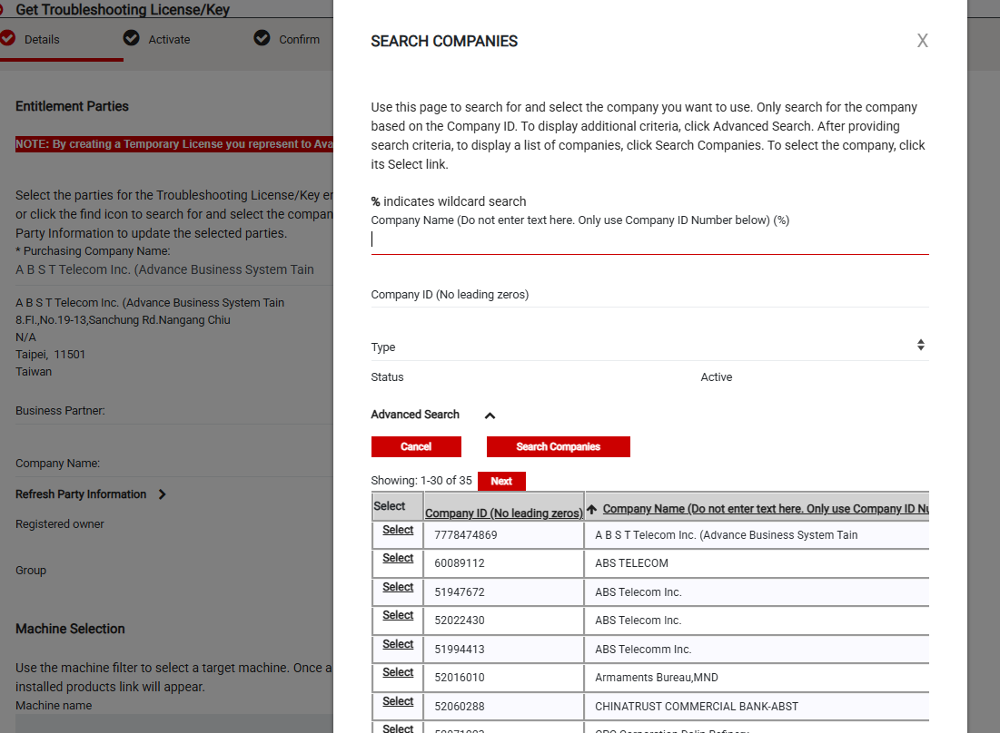 Get Troubleshooting License/Key
Details
Activate
Confirm
Entitlement Parties
NOTE: By creating a Temporary License you represent to Ava
Select the parties for the Troubleshooting License/Key
or click the find icon to search for and select the compan
Party Information to update the selected parties.
* Purchasing Company Name:
A B S T Telecom Inc. (Advance Business System Tain
A B S T Telecom Inc. (Advance Business System Tain
8.Fl.,No.19-13,Sanchung Rd.Nangang Chiu
N/A
Taipei, 11501
Taiwan
Business Partner:
Company Name:
Refresh Party Information
Registered owner
Group
Machine Selection
Use the machine filter to select a target machine. Once a
installed products link will appear.
Machine name
SEARCH COMPANIES
X
Use this page to search for and select the company you want to use. Only search for the company
based on the Company ID. To display additional criteria, click Advanced Search. After providing
search criteria, to display a list of companies, click Search Companies. To select the company, click
its Select link.
% indicates wildcard search
Company Name (Do not enter text here. Only use Company ID Number below) (%)
Company ID (No leading zeros)
Type
Status Active
Advanced Search
Cancel Search Companies
Showing: 1-30 of 35 Next
Select Company ID (No leading zeros) Company Name (Do not enter text here. Only use Company ID Nu
Select 7778474869 A B S T Telecom Inc. (Advance Business System Tain
Select 60089112 ABS TELECOM
Select 51947672 ABS Telecom Inc.
Select 52022430 ABS Telecom Inc.
Select 51994413 ABS Telecomm Inc.
Select 52016010 Armaments Bureau,MND
Select 52060288 CHINATRUST COMMERCIAL BANK-ABST
Select